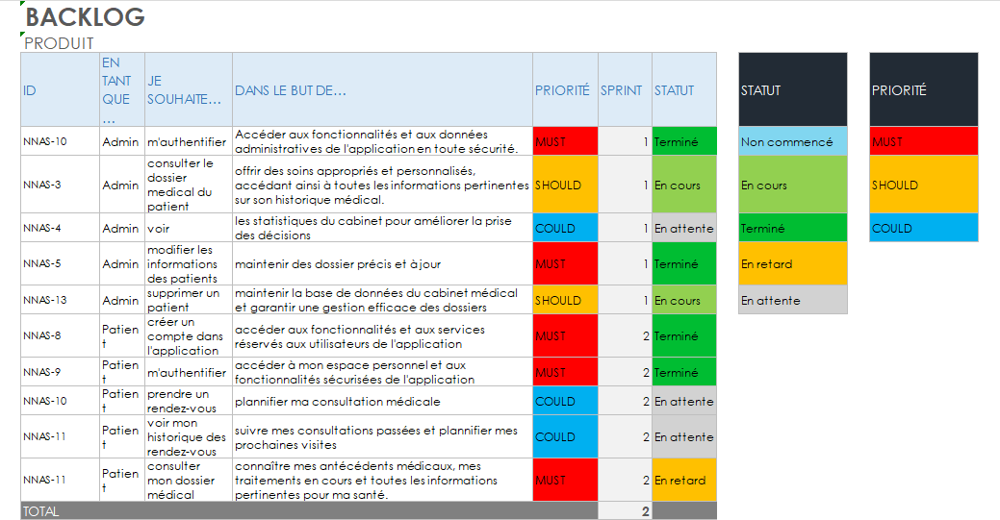 BACKLOG
PRODUIT
ID
EN
TANT
QUE
...
JE
SOUHAITE...
DANS LE BUT DE...
PRIORITÉ
SPRINT
STATUT
NNAS-10
Admin
m'authentifier
Accéder aux fonctionnalités et aux données
administratives de l'application en toute sécurité.
MUST
1
Terminé
NNAS-3
Admin
consulter le
dossier
medical du
patient
offrir des soins appropriés et personnalisés,
accédant ainsi à toutes les informations pertinentes
sur son historique médical.
SHOULD
1
En cours
NNAS-4
Admin
voir
les statistiques du cabinet pour améliorer la prise
des décisions
COULD
1
En attente
NNAS-5
Admin
modifier les
informations
des patients
maintenir des dossier précis et à jour
MUST
1
Terminé
NNAS-13
Admin
supprimer un
patient
maintenir la base de données du cabinet médical
et garantir une gestion efficace des dossiers
SHOULD
1
En cours
NNAS-8
Patien
t
créer un
compte dans
l'application
accéder aux fonctionnalités et aux services
réservés aux utilisateurs de l'application
MUST
2
Terminé
NNAS-9
Patien
t
m'authentifier
accéder à mon espace personnel et aux
fonctionnalités sécurisées de l'application
MUST
2
Terminé
NNAS-10
Patien
t
prendre un
rendez-vous
plannifier ma consultation médicale
COULD
2
En attente
NNAS-11
Patien
t
voir mon
historique des
rendez-vous
suivre mes consultations passées et plannifier mes
prochaines visites
COULD
2
En attente
NNAS-11
Patien
t
consulter
mon dossier
médical
connaître mes antécédents médicaux, mes
traitements en cours et toutes les informations
pertinentes pour ma santé.
MUST
2
En retard
TOTAL
2
STATUT
Non commencé
En cours
Terminé
En retard
En attente
PRIORITÉ
MUST
SHOULD
COULD